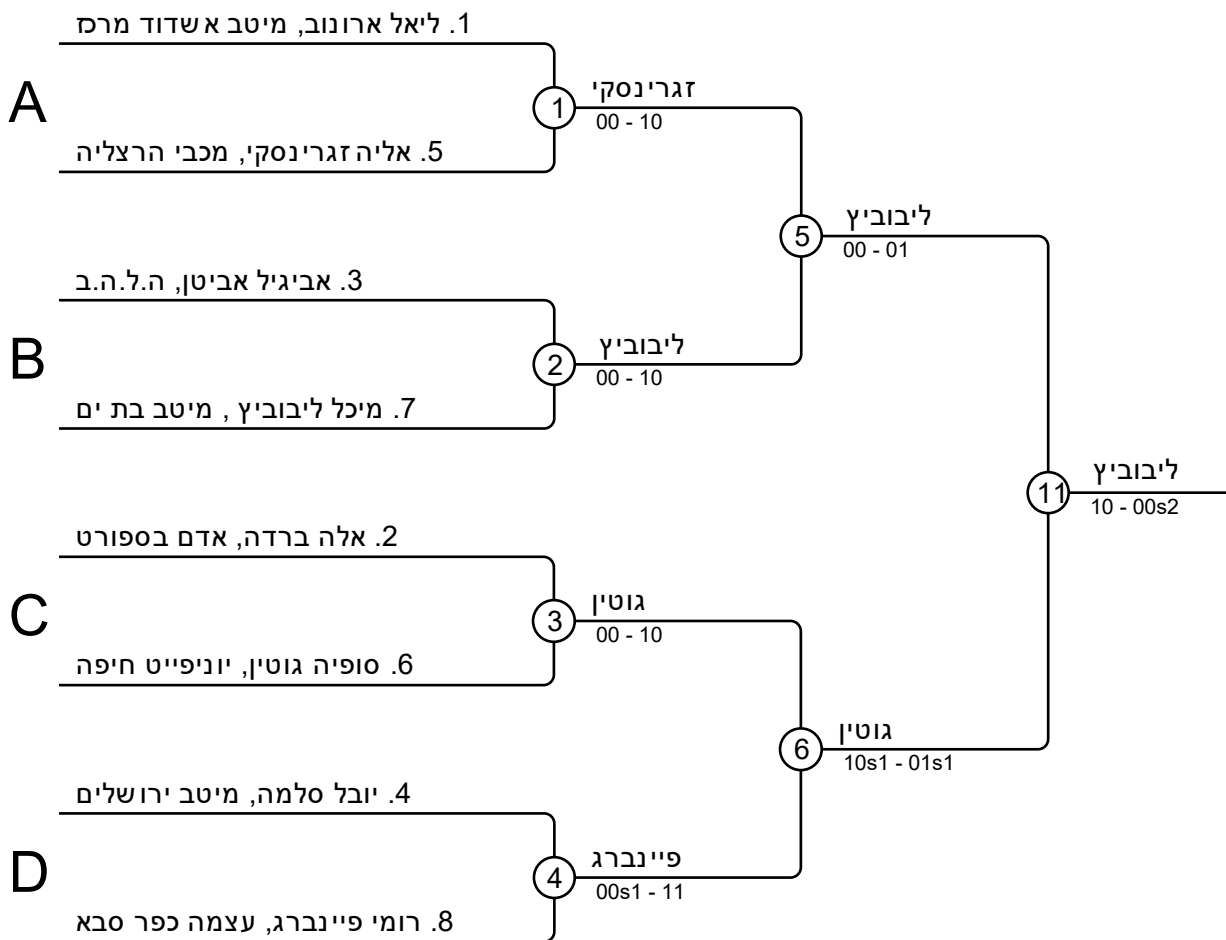 1. ליאל ארונוב, מיטב אשדוד מרכז
A
1
זגרינסקי
00 - 10
5. אליה זגרינסקי, מכבי הרצליה
5
ליבוביץ
00 - 01
3. אביגיל אביטן, ה.ל.ה.ב
B
2
ליבוביץ
00 - 10
7. מיכל ליבוביץ , מיטב בת ים
11
ליבוביץ
10 - 00s2
2. אלה ברדה, אדם בספורט
C
3
גוטין
00 - 10
6. סופיה גוטין, יוניפייט חיפה
6
גוטין
10s1 - 01s1
4. יובל סלמה, מיטב ירושלים
D
4
פיינברג
00s1 - 11
8. רומי פיינברג, עצמה כפר סבא